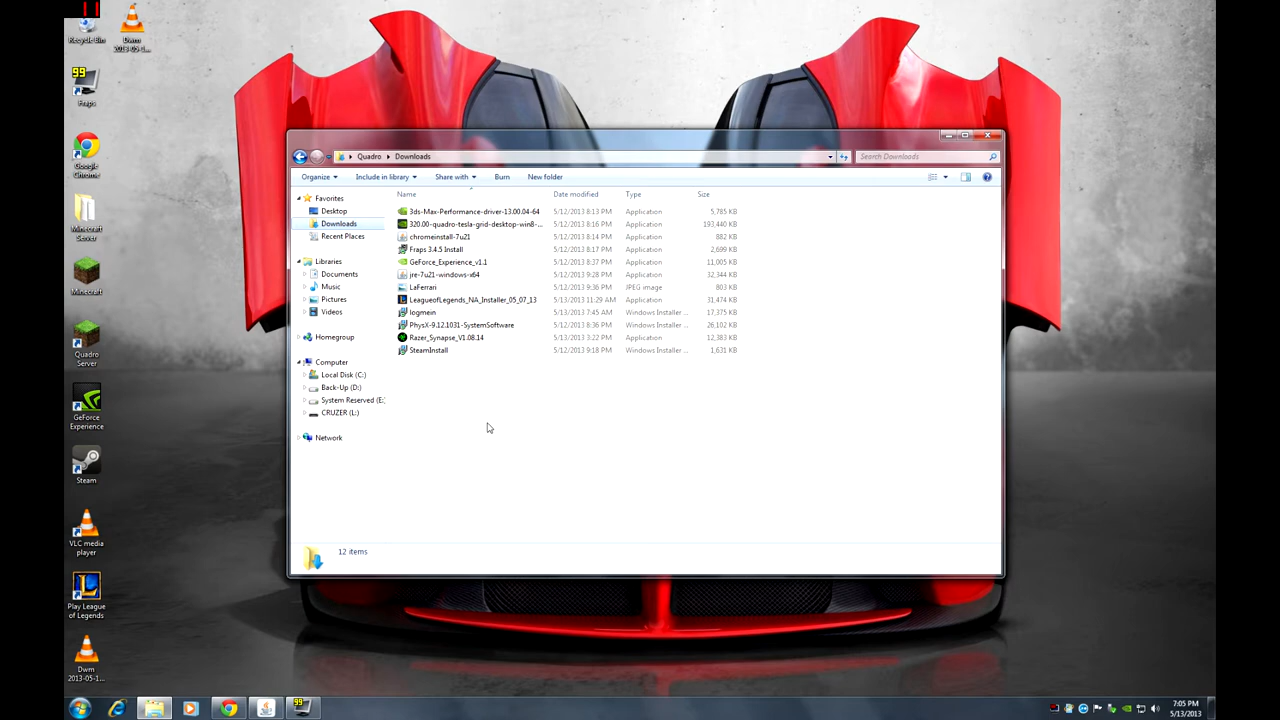 Recycle Bin
Dwm
2013-05-1...
99
Fraps
Google
Chrome
Minecraft
Server
Minecraft
Quadro
Server
GeForce
Experience
Steam
VLC media
player
Play League
of Legends
Dwm
2013-05-1...
Quadro
Downloads
Search Downloads
Organize
Include in library
Share with
Burn
New folder
Favorites
Desktop
Downloads
Recent Places
Libraries
Documents
Music
Pictures
Videos
Homegroup
Computer
Local Disk (C:)
Back-Up (D:)
System Reserved (E:
CRUZER (L:)
Network
Name Date modified Type Size
3ds-Max-Performance-driver-13.00.04-64 5/12/2013 8:13 PM Application 5,785 KB
320.00-quadro-tesla-grid-desktop-win8-... 5/12/2013 8:16 PM Application 193,440 KB
chromeinstall-7u21 5/12/2013 8:14 PM Application 882 KB
Fraps 3.4.5 Install 5/12/2013 8:17 PM Application 2,699 KB
GeForce_Experience_v1.1 5/12/2013 8:37 PM Application 11,005 KB
jre-7u21-windows-x64 5/12/2013 9:28 PM Application 32,344 KB
LaFerrari 5/12/2013 9:36 PM JPEG image 803 KB
LeagueofLegends_NA_Installer_05_07_13 5/13/2013 11:29 AM Application 31,474 KB
logmein 5/13/2013 7:45 AM Windows Installer ... 17,375 KB
PhysX-9.12.1031-SystemSoftware 5/12/2013 8:36 PM Windows Installer ... 26,102 KB
Razer_Synapse_V1.08.14 5/13/2013 3:22 PM Application 12,383 KB
SteamInstall 5/12/2013 9:18 PM Windows Installer ... 1,631 KB
12 items
99
7:05 PM
5/13/2013